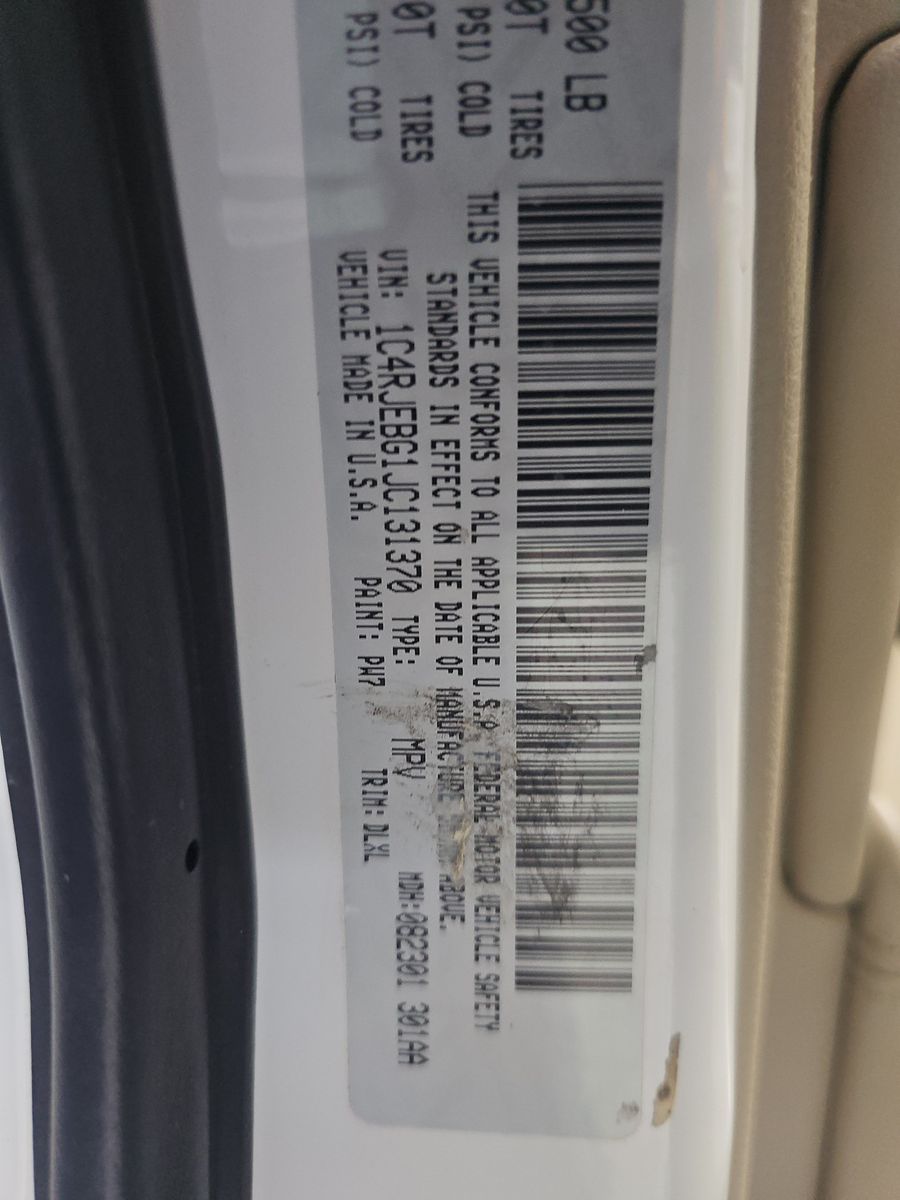 500 LB
0T TIRES
PSI) COLD
0T TIRES
PSI) COLD
THIS VEHICLE CONFORMS TO ALL APPLICABLE U.S.A. FEDERAL MOTOR VEHICLE SAFETY
STANDARDS IN EFFECT ON THE DATE OF MANUFACTURE SHOWN ABOVE.
VIN: 1C4RJEBG1JC131370 TYPE: MPV MDH:082301 301AA
VEHICLE MADE IN U.S.A. PAINT: PW7 TRIM: DLXL